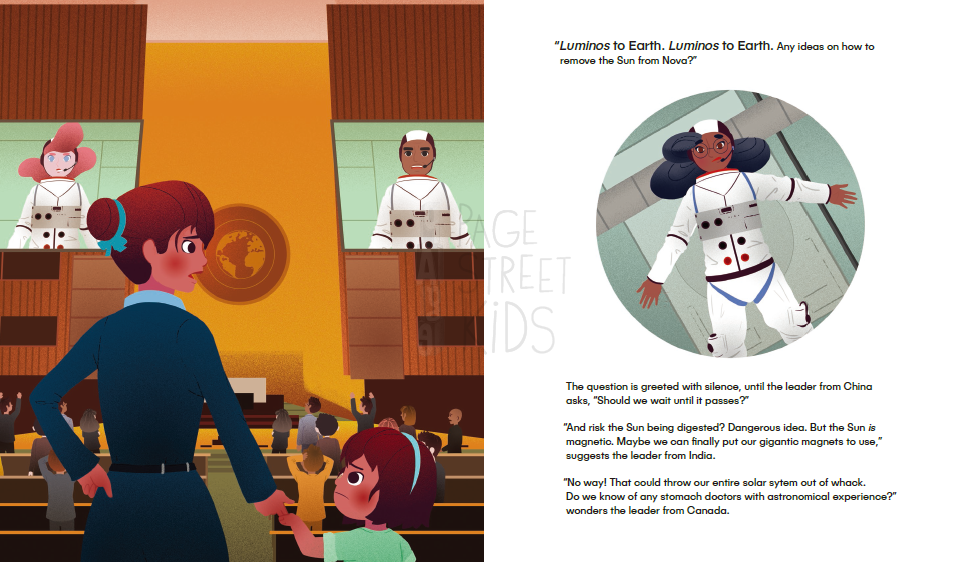 PAGE
STREET
KIDS
"Luminos to Earth. Luminos to Earth. Any ideas on how to
remove the Sun from Nova?"
The question is greeted with silence, until the leader from China
asks, "Should we wait until it passes?"
"And risk the Sun being digested? Dangerous idea. But the Sun is
magnetic. Maybe we can finally put our gigantic magnets to use,"
suggests the leader from India.
"No way! That could throw our entire solar sytem out of whack.
Do we know of any stomach doctors with astronomical experience?"
wonders the leader from Canada.